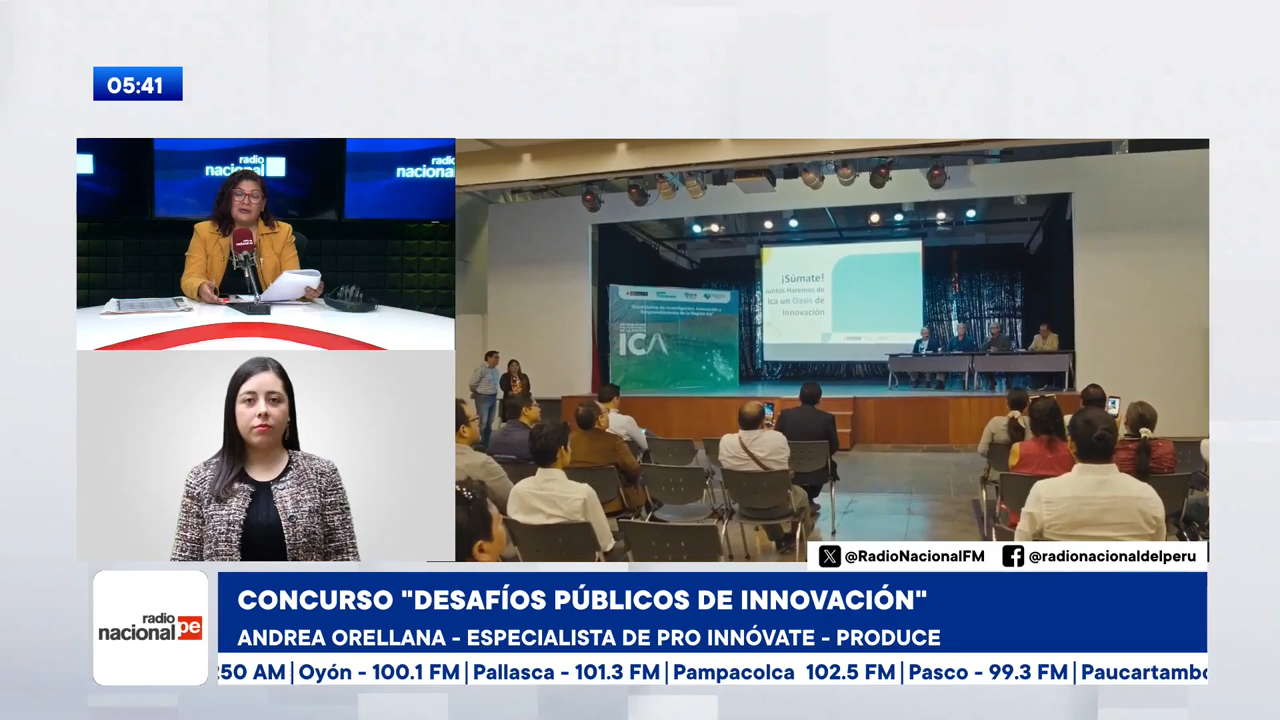 05:41
radio
nacional
radio
nacional
¡Súmate!
Juntos Haremos de
Ica un Oasis de
Innovación
ICA
@RadioNacionalFM
@radionacionaldelperu
radio
nacional pe
CONCURSO "DESAFÍOS PÚBLICOS DE INNOVACIÓN"
ANDREA ORELLANA - ESPECIALISTA DE PRO INNÓVATE - PRODUCE
:50 AM | Oyón - 100.1 FM | Pallasca - 101.3 FM | Pampacolca 102.5 FM | Pasco - 99.3 FM | Paucartambo